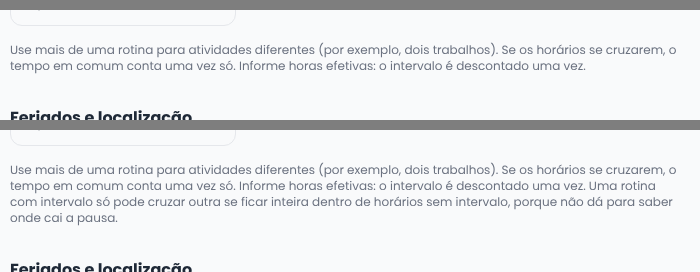 Use mais de uma rotina para atividades diferentes (por exemplo, dois trabalhos). Se os horários se cruzarem, o
tempo em comum conta uma vez só. Informe horas efetivas: o intervalo é descontado uma vez.
Feriados e localização
Use mais de uma rotina para atividades diferentes (por exemplo, dois trabalhos). Se os horários se cruzarem, o
tempo em comum conta uma vez só. Informe horas efetivas: o intervalo é descontado uma vez. Uma rotina
com intervalo só pode cruzar outra se ficar inteira dentro de horários sem intervalo, porque não dá para saber
onde cai a pausa.
Feriados e localização